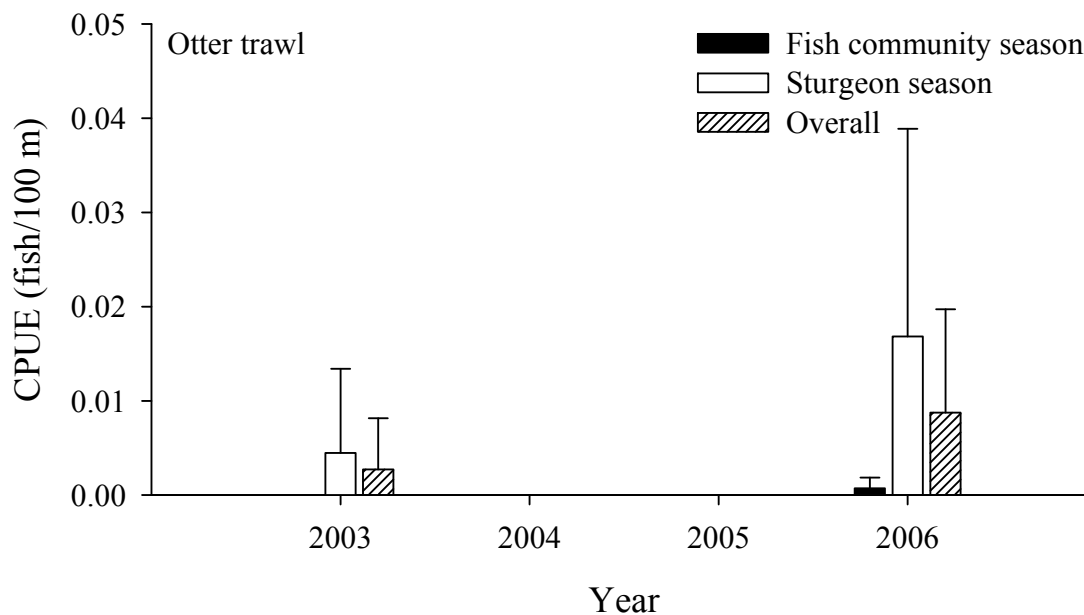 Otter trawl
Fish community season
Sturgeon season
Overall
CPUE (fish/100 m)
0.05
0.04
0.03
0.02
0.01
0.00
2003 2004 2005 2006
Year